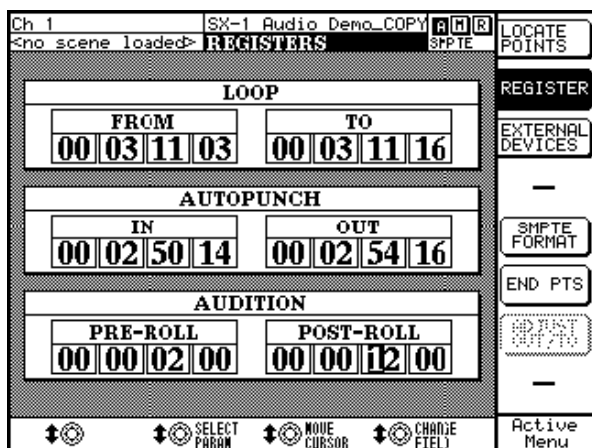 Ch 1 SX-1 Audio Demo_COPY A M R
<no scene loaded> REGISTERS SMPTE
LOCATE POINTS
REGISTER
EXTERNAL DEVICES
SMPTE FORMAT
END PTS
ADJUST OUT/IN
Active Menu
LOOP
FROM TO
00 03 11 03 00 03 11 16
AUTOPUNCH
IN OUT
00 02 50 14 00 02 54 16
AUDITION
PRE-ROLL POST-ROLL
00 00 02 00 00 00 12 00
SELECT PARAM MOVE CURSOR CHANGE FIELD